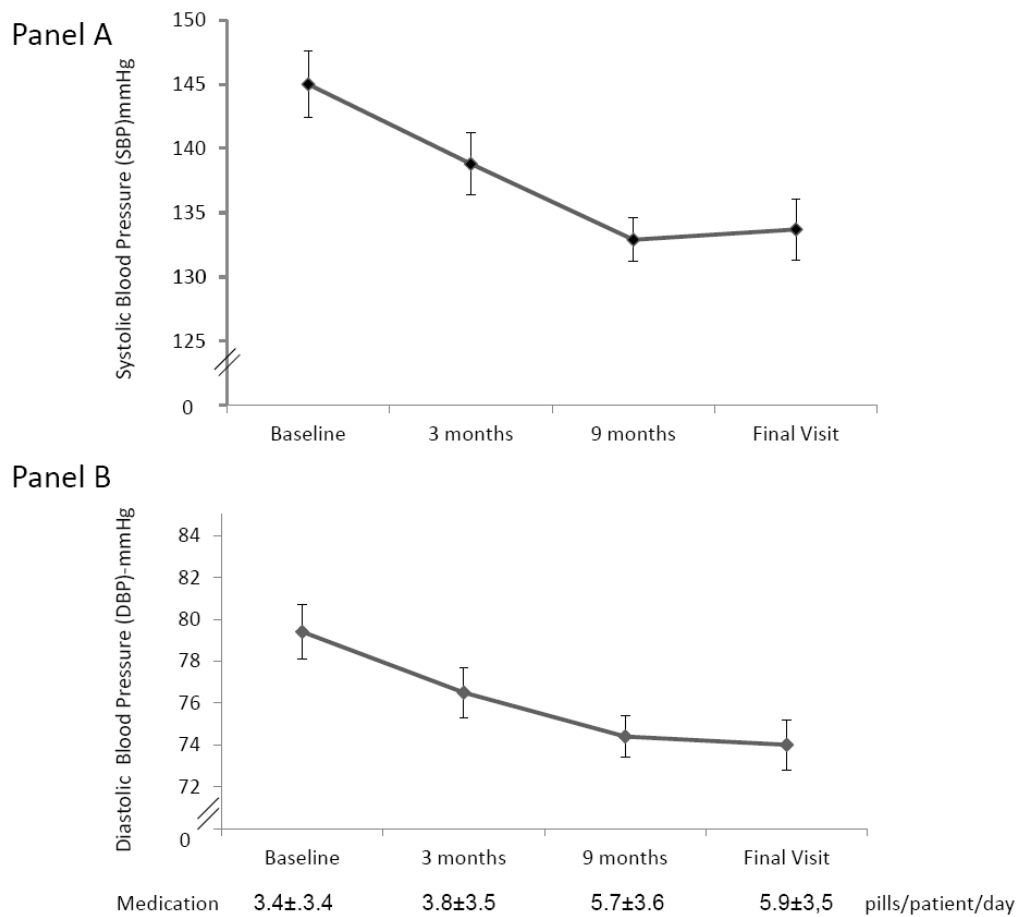 Panel A
Systolic Blood Pressure (SBP)mmHg
150
145
140
135
130
125
0
Baseline 3 months 9 months Final Visit
Panel B
Diastolic Blood Pressure (DBP)-mmHg
84
82
80
78
76
74
72
0
Baseline 3 months 9 months Final Visit
Medication 3.4±.3.4 3.8±3.5 5.7±3.6 5.9±3,5 pills/patient/day